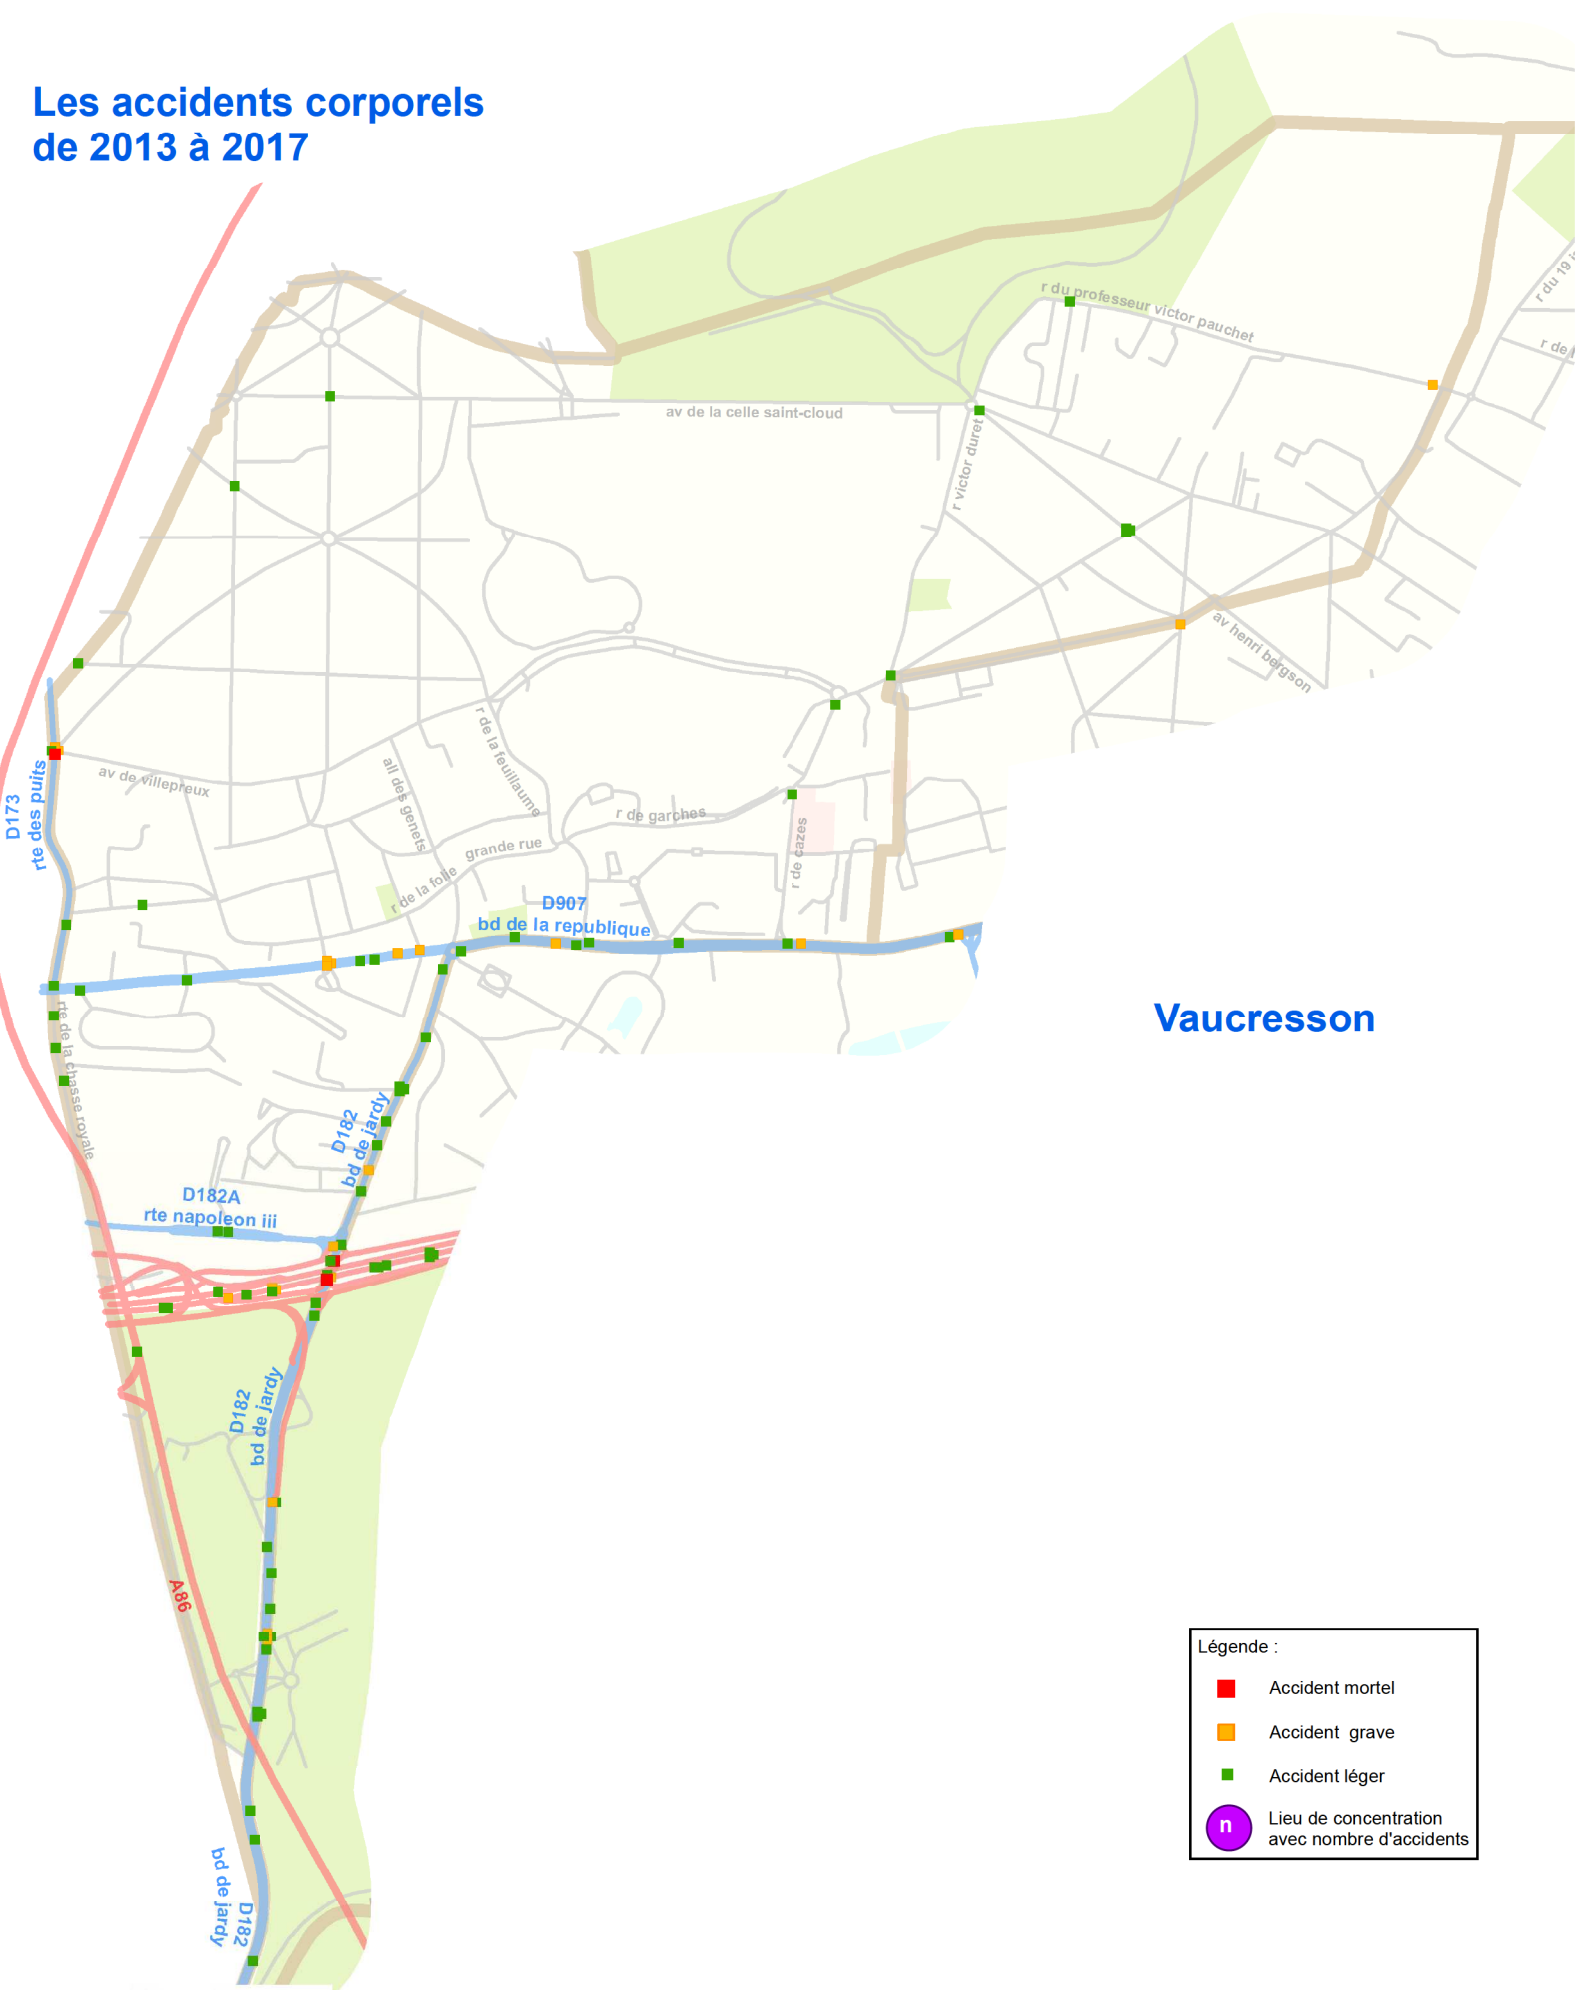 Les accidents corporels
de 2013 à 2017
r du 19 j
r du professeur victor pauchet
r de
av de la celle saint-cloud
r victor duret
av henri bergson
r de la feuillaume
av de villepreux
all des genets
D173
rte des puits
r de garches
r de cazes
grande rue
r de la folie
D907
bd de la republique
rte de la chasse royale
Vaucresson
D182
bd de jardy
D182A
rte napoleon iii
D182
bd de jardy
A86
Légende :
Accident mortel
Accident grave
Accident léger
n
Lieu de concentration
avec nombre d'accidents
D182
bd de jardy